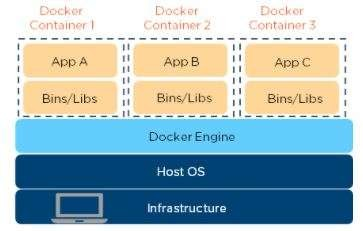 Docker
Container 1
Docker
Container 2
Docker
Container 3
App A
App B
App C
Bins/Libs
Bins/Libs
Bins/Libs
Docker Engine
Host OS
Infrastructure